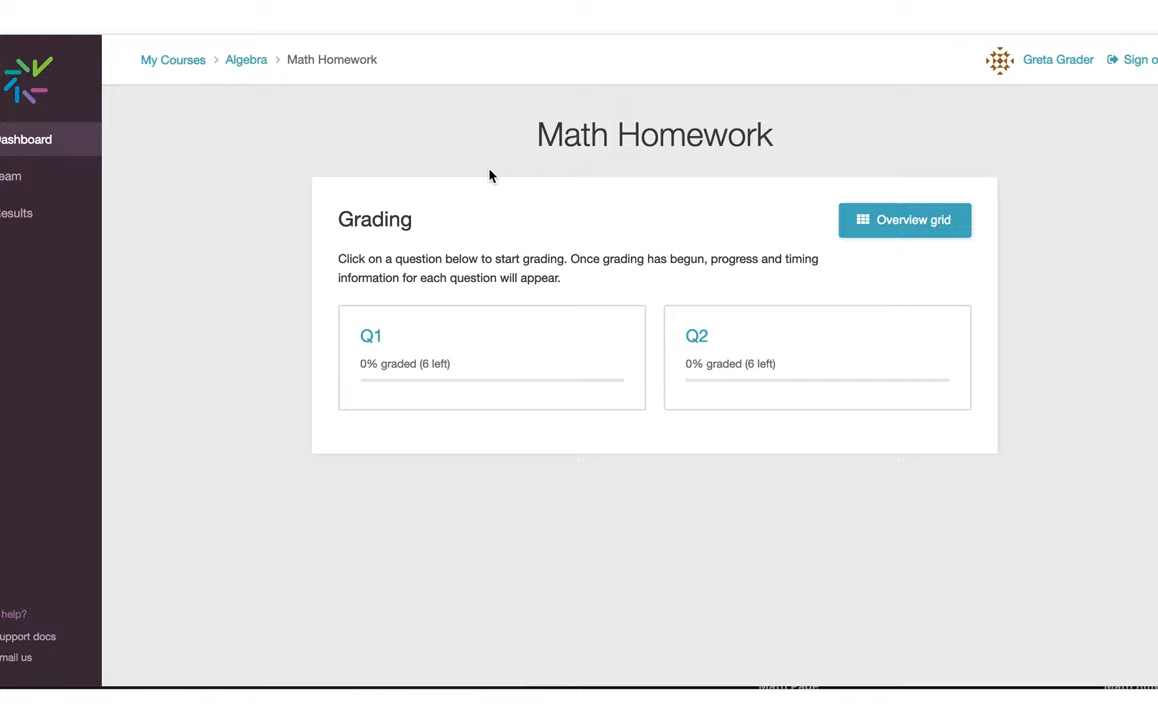 My Courses > Algebra > Math Homework
Greta Grader
Sign o
ashboard
eam
esults
Math Homework
Grading
Overview grid
Click on a question below to start grading. Once grading has begun, progress and timing
information for each question will appear.
Q1
0% graded (6 left)
Q2
0% graded (6 left)
help?
upport docs
mail us